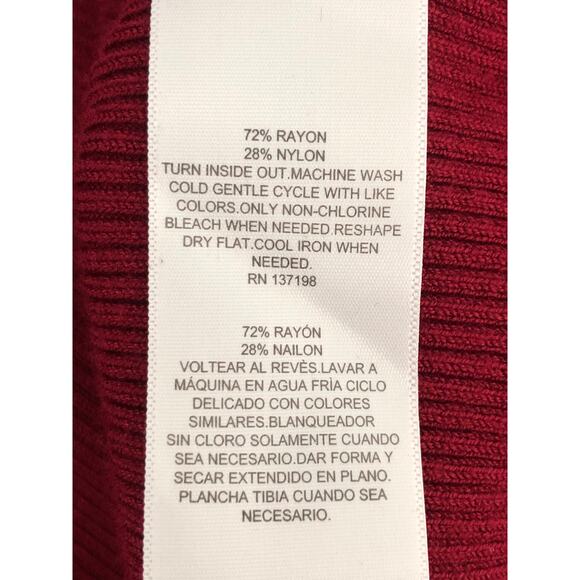 72% RAYON
28% NYLON
TURN INSIDE OUT.MACHINE WASH
COLD GENTLE CYCLE WITH LIKE
COLORS.ONLY NON-CHLORINE
BLEACH WHEN NEEDED.RESHAPE
DRY FLAT.COOL IRON WHEN
NEEDED.
RN 137198
72% RAYÓN
28% NAILON
VOLTEAR AL REVÈS.LAVAR A
MÁQUINA EN AGUA FRÌA CICLO
DELICADO CON COLORES
SIMILARES.BLANQUEADOR
SIN CLORO SOLAMENTE CUANDO
SEA NECESARIO.DAR FORMA Y
SECAR EXTENDIDO EN PLANO.
PLANCHA TIBIA CUANDO SEA
NECESARIO.